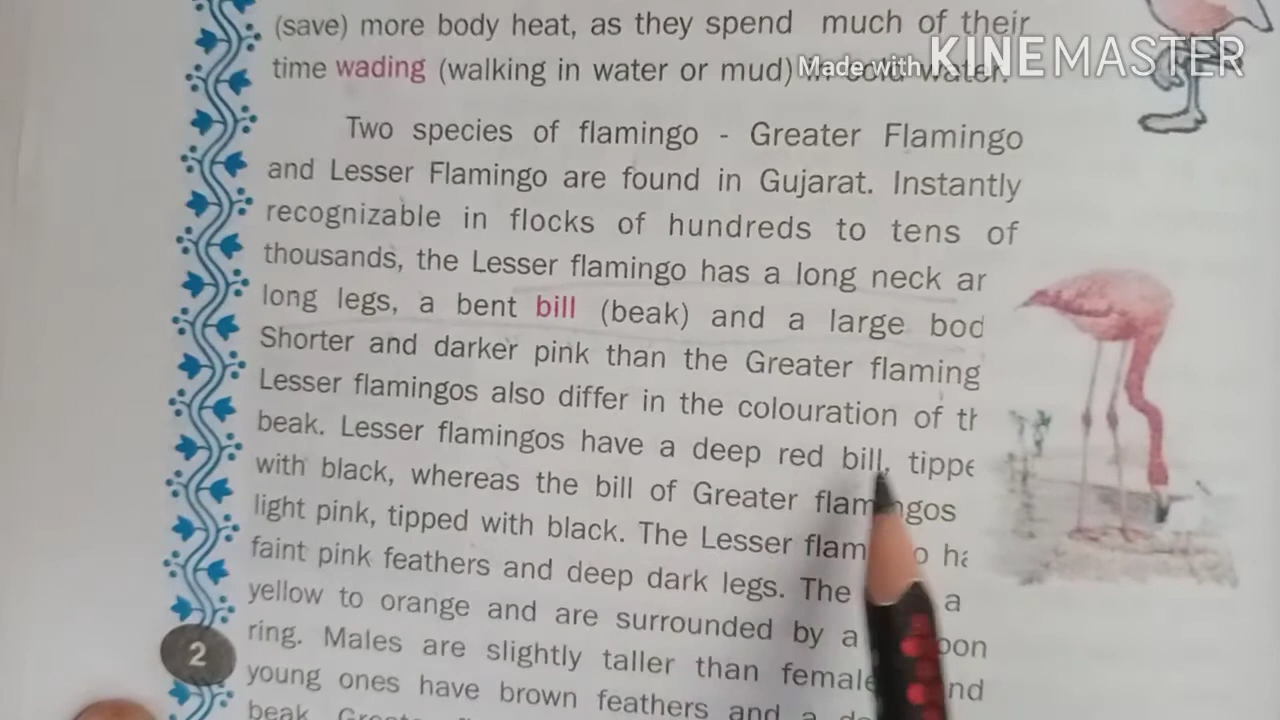 (save) more body heat, as they spend much of their
time wading (walking in water or mud) in cold water.
Made with KINEMASTER
Two species of flamingo - Greater Flamingo
and Lesser Flamingo are found in Gujarat. Instantly
recognizable in flocks of hundreds to tens of
thousands, the Lesser flamingo has a long neck
long legs, a bent bill (beak) and a large
Shorter and darker pink than the Greater
Lesser flamingos also differ in the colouration of
beak. Lesser flamingos have a deep red bill,
with black, whereas the bill of Greater flamingos
light pink, tipped with black. The Lesser
faint pink feathers and deep dark legs. The
yellow to orange and are surrounded by a
ring. Males are slightly taller than
young ones have brown feathers and a
beak.
2